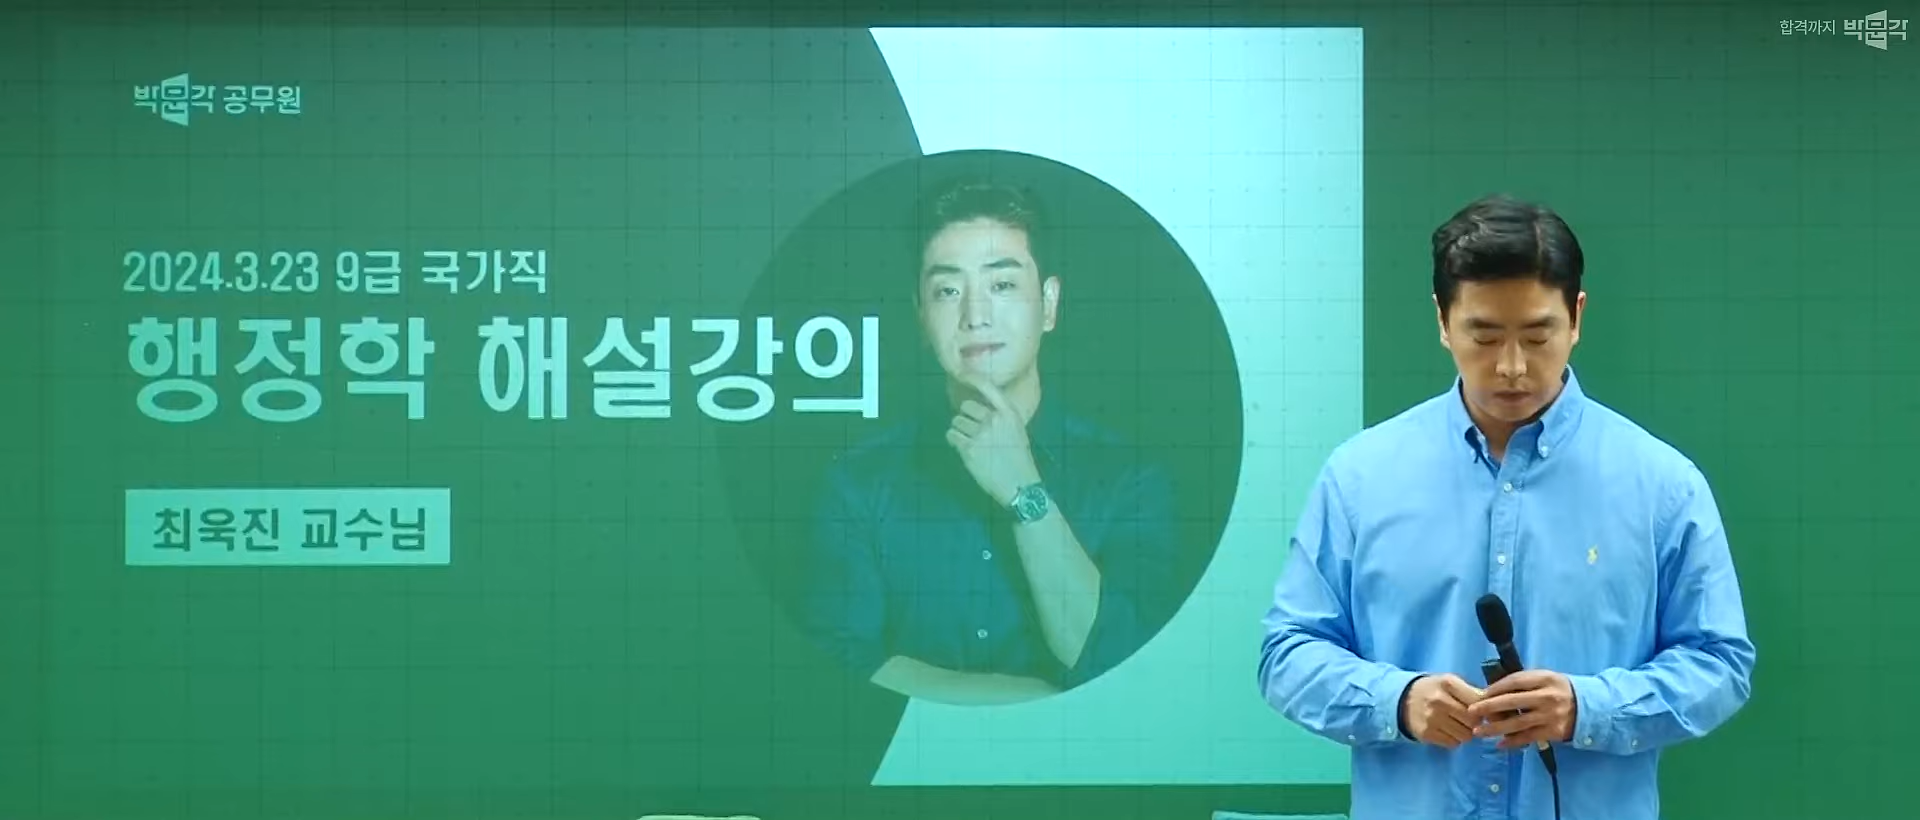 합격까지 박문각
박문각 공무원
2024.3.23 9급 국가직
행정학 해설강의
최욱진 교수님